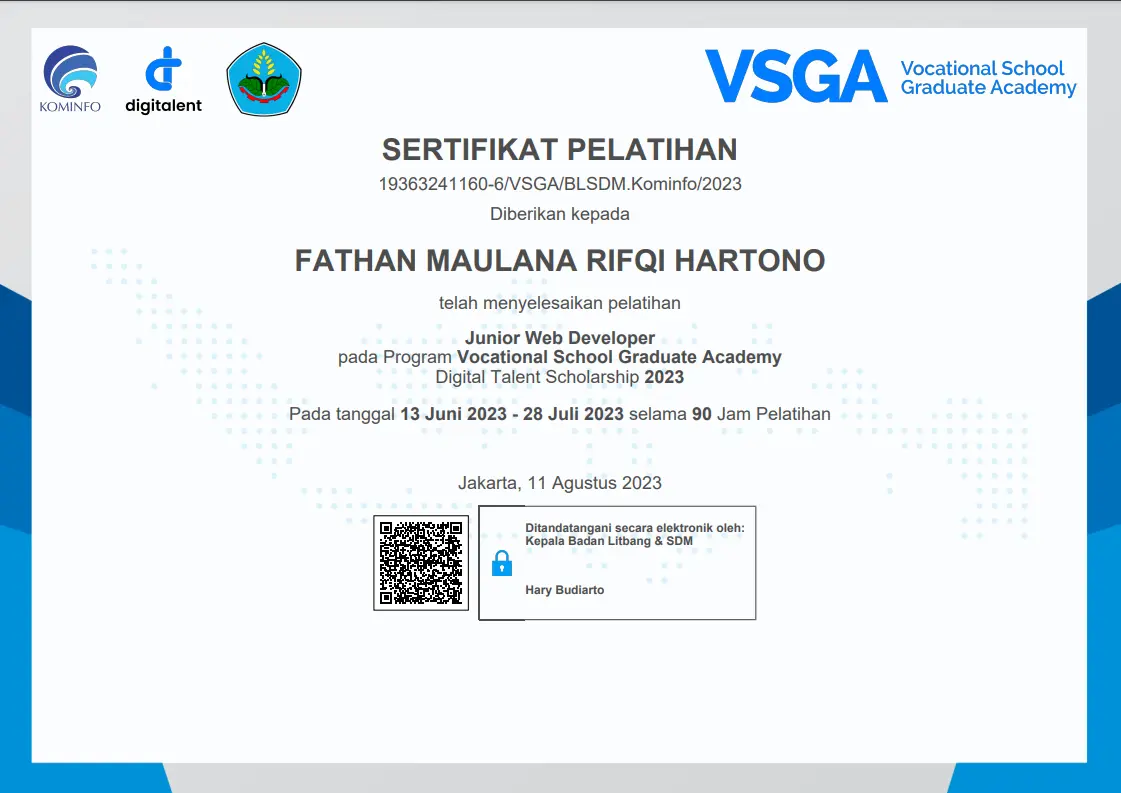 KOMINFO
digitalent
VSGA
Vocational School
Graduate Academy
SERTIFIKAT PELATIHAN
19363241160-6/VSGA/BLSDM.Kominfo/2023
Diberikan kepada
FATHAN MAULANA RIFQI HARTONO
telah menyelesaikan pelatihan
Junior Web Developer
pada Program Vocational School Graduate Academy
Digital Talent Scholarship 2023
Pada tanggal 13 Juni 2023 - 28 Juli 2023 selama 90 Jam Pelatihan
Jakarta, 11 Agustus 2023
Ditandatangani secara elektronik oleh:
Kepala Badan Litbang & SDM
Hary Budiarto